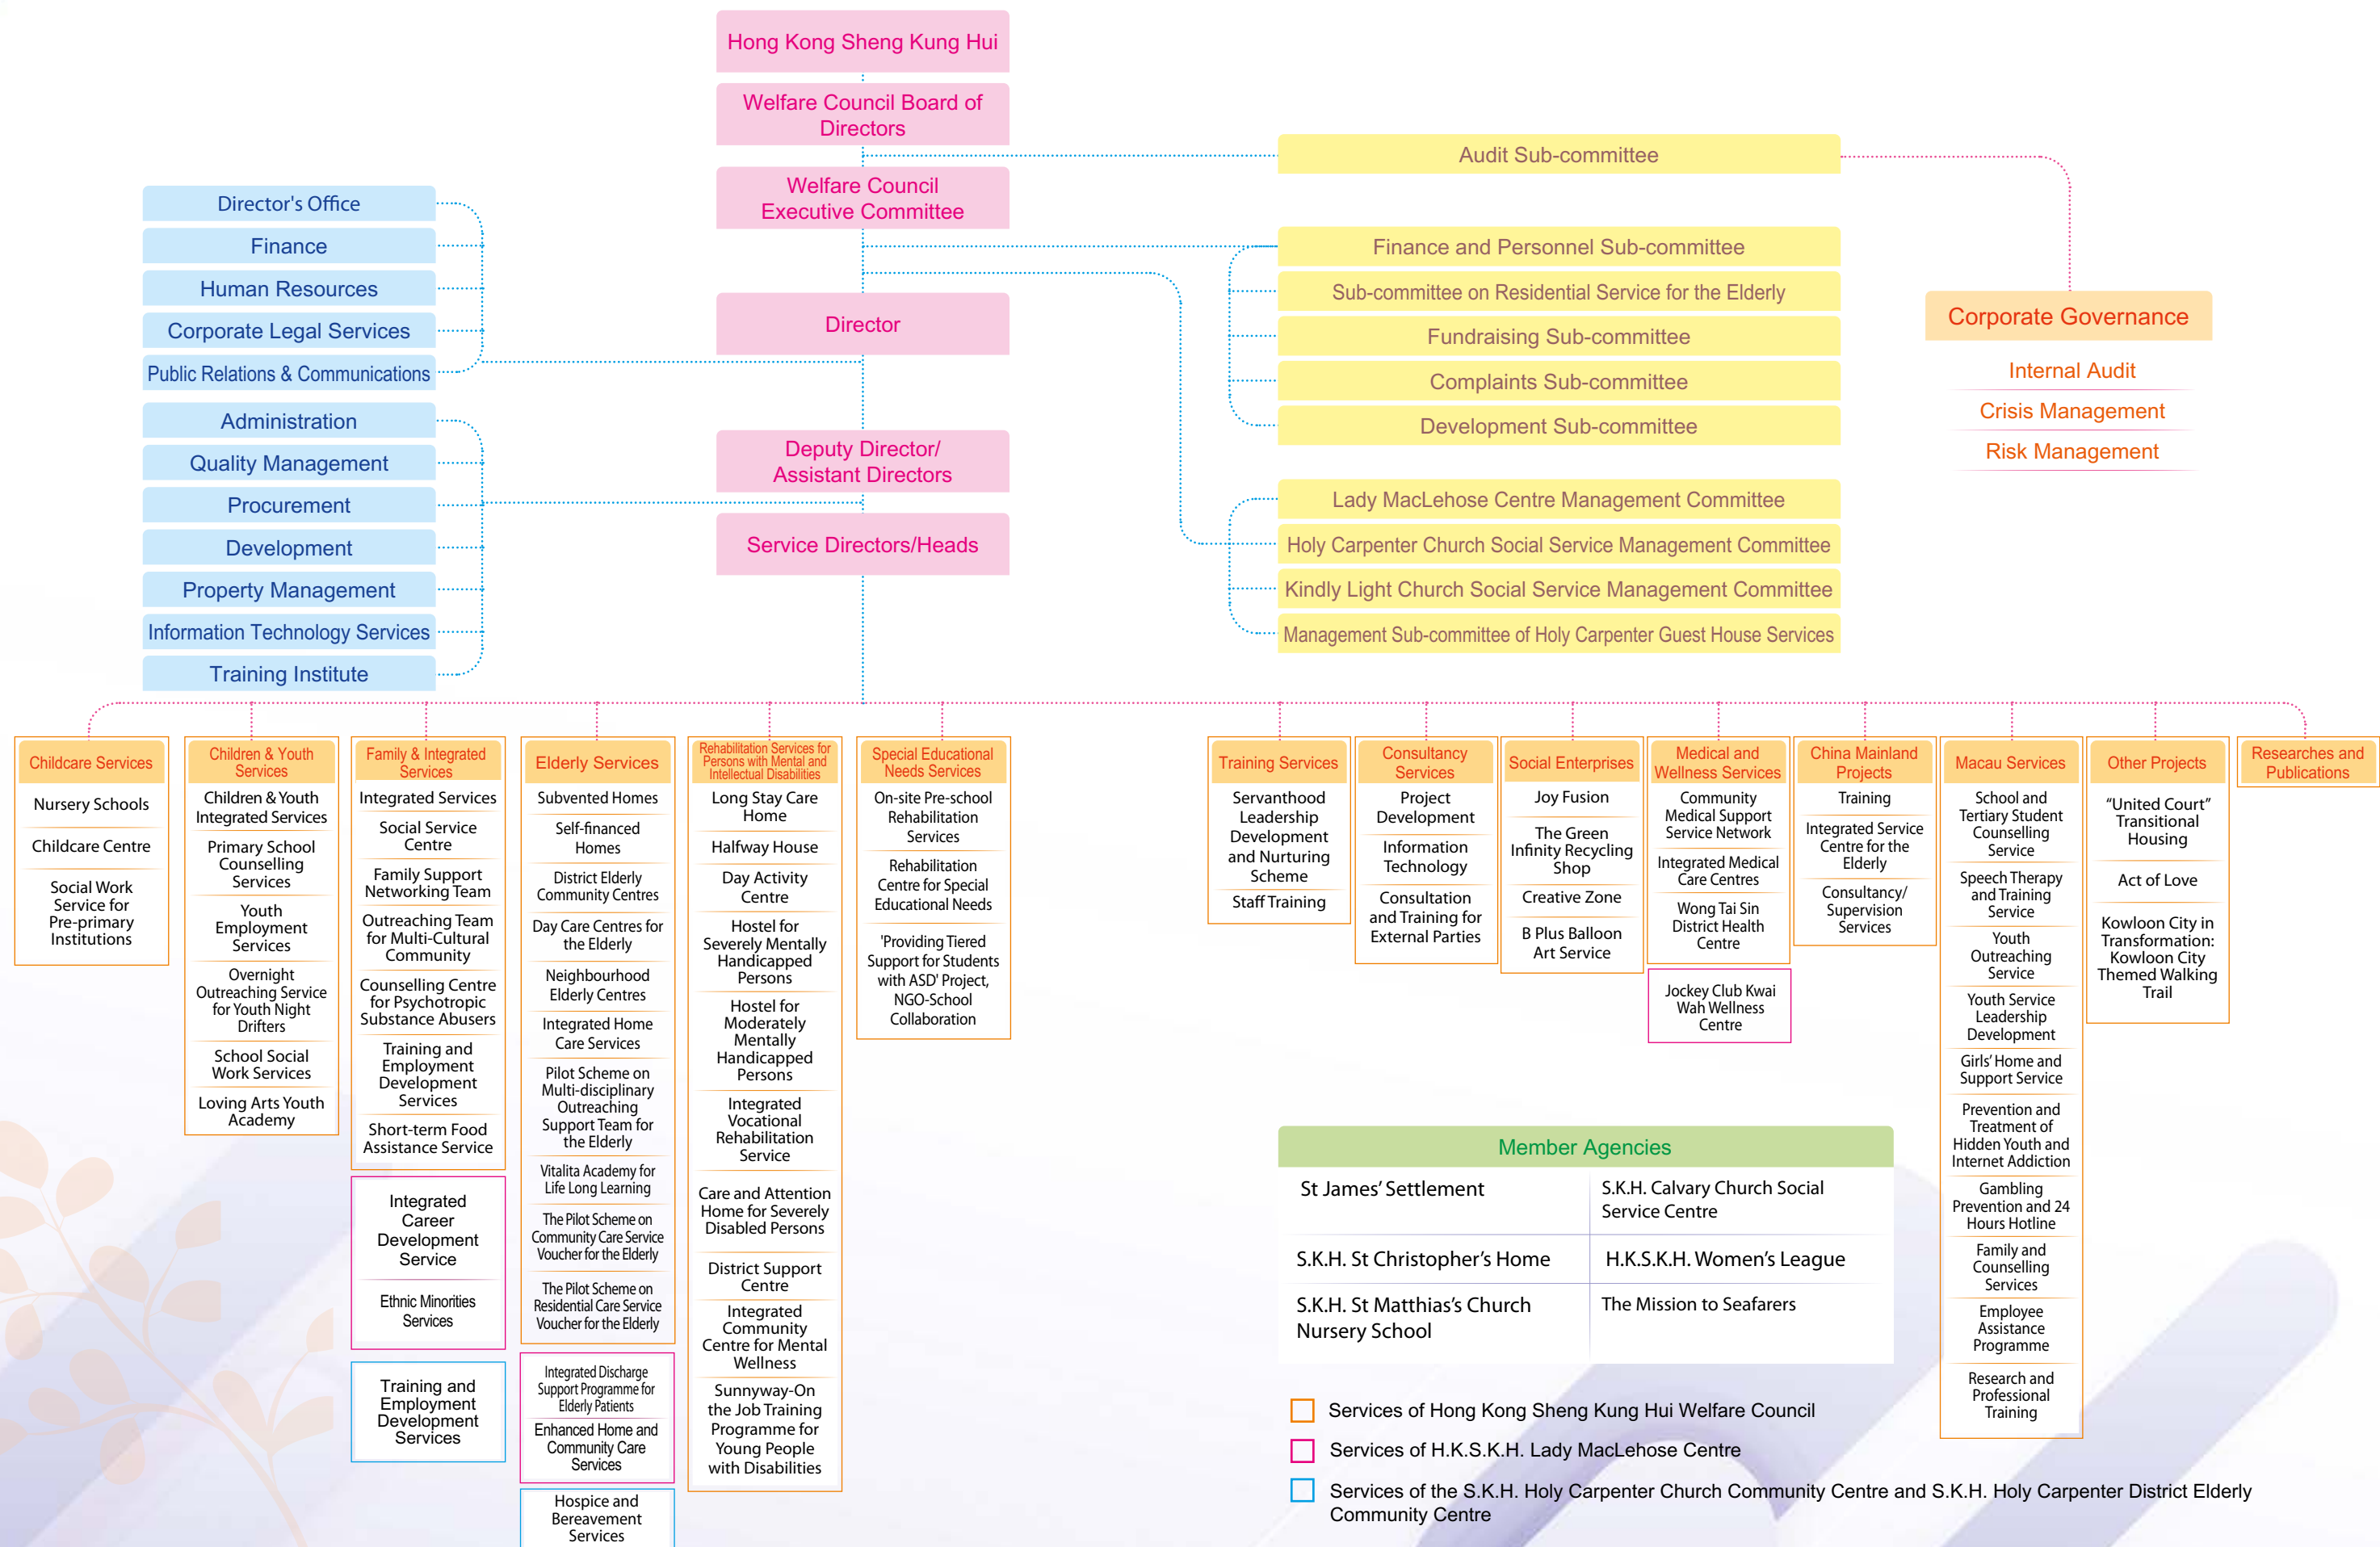 Hong Kong Sheng Kung Hui
Welfare Council Board of
Directors
Welfare Council
Executive Committee
Director
Deputy Director/
Assistant Directors
Service Directors/Heads
Director's Office
Finance
Human Resources
Corporate Legal Services
Public Relations & Communications
Administration
Quality Management
Procurement
Development
Property Management
Information Technology Services
Training Institute
Audit Sub-committee
Finance and Personnel Sub-committee
Sub-committee on Residential Service for the Elderly
Fundraising Sub-committee
Complaints Sub-committee
Development Sub-committee
Lady MacLehose Centre Management Committee
Holy Carpenter Church Social Service Management Committee
Kindly Light Church Social Service Management Committee
Management Sub-committee of Holy Carpenter Guest House Services
Corporate Governance
Internal Audit
Crisis Management
Risk Management
Childcare Services
Nursery Schools
Childcare Centre
Social Work
Service for
Pre-primary
Institutions
Children & Youth
Services
Children & Youth
Integrated Services
Primary School
Counselling
Services
Youth
Employment
Services
Overnight
Outreaching Service
for Youth Night
Drifters
School Social
Work Services
Loving Arts Youth
Academy
Family & Integrated
Services
Integrated Services
Social Service
Centre
Family Support
Networking Team
Outreaching Team
for Multi-Cultural
Community
Counselling Centre
for Psychotropic
Substance Abusers
Training and
Employment
Development
Services
Short-term Food
Assistance Service
Integrated
Career
Development
Service
Ethnic Minorities
Services
Training and
Employment
Development
Services
Elderly Services
Subvented Homes
Self-financed
Homes
District Elderly
Community Centres
Day Care Centres for
the Elderly
Neighbourhood
Elderly Centres
Integrated Home
Care Services
Pilot Scheme on
Multi-disciplinary
Outreaching
Support Team for
the Elderly
Vitalita Academy for
Life Long Learning
The Pilot Scheme on
Community Care Service
Voucher for the Elderly
The Pilot Scheme on
Residential Care Service
Voucher for the Elderly
Integrated Discharge
Support Programme for
Elderly Patients
Enhanced Home and
Community Care
Services
Hospice and
Bereavement
Services
Rehabilitation Services for
Persons with Mental and
Intellectual Disabilities
Long Stay Care
Home
Halfway House
Day Activity
Centre
Hostel for
Severely Mentally
Handicapped
Persons
Hostel for
Moderately
Mentally
Handicapped
Persons
Integrated
Vocational
Rehabilitation
Service
Care and Attention
Home for Severely
Disabled Persons
District Support
Centre
Integrated
Community
Centre for Mental
Wellness
Sunnyway-On
the Job Training
Programme for
Young People
with Disabilities
Special Educational
Needs Services
On-site Pre-school
Rehabilitation
Services
Rehabilitation
Centre for Special
Educational Needs
'Providing Tiered
Support for Students
with ASD' Project,
NGO-School
Collaboration
Training Services
Servanthood
Leadership
Development
and Nurturing
Scheme
Staff Training
Consultancy
Services
Project
Development
Information
Technology
Consultation
and Training for
External Parties
Social Enterprises
Joy Fusion
The Green
Infinity Recycling
Shop
Creative Zone
B Plus Balloon
Art Service
Medical and
Wellness Services
Community
Medical Support
Service Network
Integrated Medical
Care Centres
Wong Tai Sin
District Health
Centre
Jockey Club Kwai
Wah Wellness
Centre
China Mainland
Projects
Training
Integrated Service
Centre for the
Elderly
Consultancy/
Supervision
Services
Macau Services
School and
Tertiary Student
Counselling
Service
Speech Therapy
and Training
Service
Youth
Outreaching
Service
Youth Service
Leadership
Development
Girls’ Home and
Support Service
Prevention and
Treatment of
Hidden Youth and
Internet Addiction
Gambling
Prevention and 24
Hours Hotline
Family and
Counselling
Services
Employee
Assistance
Programme
Research and
Professional
Training
Other Projects
“United Court”
Transitional
Housing
Act of Love
Kowloon City in
Transformation:
Kowloon City
Themed Walking
Trail
Researches and
Publications
Member Agencies
St James’ Settlement
S.K.H. Calvary Church Social
Service Centre
S.K.H. St Christopher’s Home
H.K.S.K.H. Women’s League
S.K.H. St Matthias’s Church
Nursery School
The Mission to Seafarers
Services of Hong Kong Sheng Kung Hui Welfare Council
Services of H.K.S.K.H. Lady MacLehose Centre
Services of the S.K.H. Holy Carpenter Church Community Centre and S.K.H. Holy Carpenter District Elderly
Community Centre